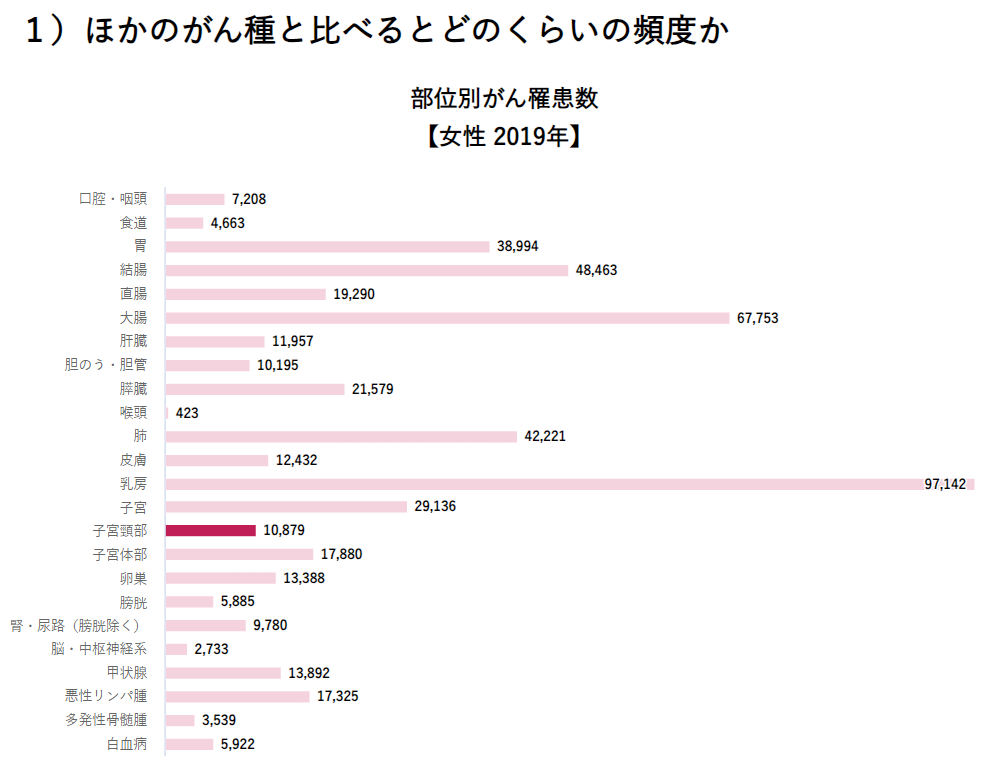 １）ほかのがん種と比べるとどのくらいの頻度か
部位別がん罹患数
【女性 2019年】
口腔・咽頭 7,208
食道 4,663
胃 38,994
結腸 48,463
直腸 19,290
大腸 67,753
肝臓 11,957
胆のう・胆管 10,195
膵臓 21,579
喉頭 423
肺 42,221
皮膚 12,432
乳房 97,142
子宮 29,136
子宮頸部 10,879
子宮体部 17,880
卵巣 13,388
膀胱 5,885
腎・尿路（膀胱除く） 9,780
脳・中枢神経系 2,733
甲状腺 13,892
悪性リンパ腫 17,325
多発性骨髄腫 3,539
白血病 5,922